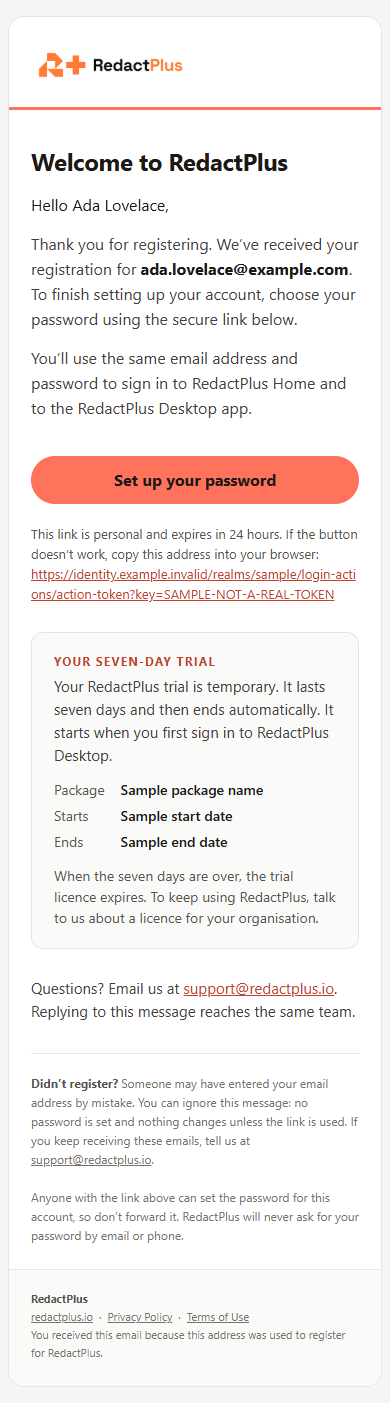 RedactPlus
Welcome to RedactPlus
Hello Ada Lovelace,
Thank you for registering. We’ve received your
registration for ada.lovelace@example.com.
To finish setting up your account, choose your
password using the secure link below.
You’ll use the same email address and
password to sign in to RedactPlus Home and
to the RedactPlus Desktop app.
Set up your password
This link is personal and expires in 24 hours. If the button
doesn’t work, copy this address into your browser:
https://identity.example.invalid/realms/sample/login-acti
ons/action-token?key=SAMPLE-NOT-A-REAL-TOKEN
YOUR SEVEN-DAY TRIAL
Your RedactPlus trial is temporary. It lasts
seven days and then ends automatically. It
starts when you first sign in to RedactPlus
Desktop.
Package Sample package name
Starts Sample start date
Ends Sample end date
When the seven days are over, the trial
licence expires. To keep using RedactPlus, talk
to us about a licence for your organisation.
Questions? Email us at support@redactplus.io.
Replying to this message reaches the same team.
Didn’t register? Someone may have entered your email
address by mistake. You can ignore this message: no
password is set and nothing changes unless the link is used. If
you keep receiving these emails, tell us at
support@redactplus.io.
Anyone with the link above can set the password for this
account, so don’t forward it. RedactPlus will never ask for your
password by email or phone.
RedactPlus
redactplus.io · Privacy Policy · Terms of Use
You received this email because this address was used to register
for RedactPlus.